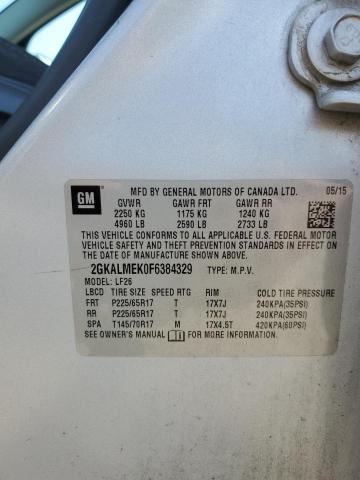 GM
MFD BY GENERAL MOTORS OF CANADA LTD. 05/15
GVWR GAWR FRT GAWR RR
2250 KG 1175 KG 1240 KG
4960 LB 2590 LB 2733 LB
THIS VEHICLE CONFORMS TO ALL APPLICABLE U.S.
FEDERAL MOTOR VEHICLE SAFETY, BUMPER, AND THEFT
PREVENTION STANDARDS IN EFFECT ON THE DATE OF
MANUFACTURE SHOWN ABOVE.
2GKALMEK0F6384329 TYPE: M.P.V.
MODEL: LF26
LBCD TIRE SIZE SPEED RTG RIM COLD TIRE PRESSURE
FRT P225/65R17 T 17X7J 240KPA(35PSI)
RR P225/65R17 T 17X7J 240KPA(35PSI)
SPA T145/70R17 M 17X4.5T 420KPA(60PSI)
SEE OWNER'S MANUAL FOR MORE INFORMATION.